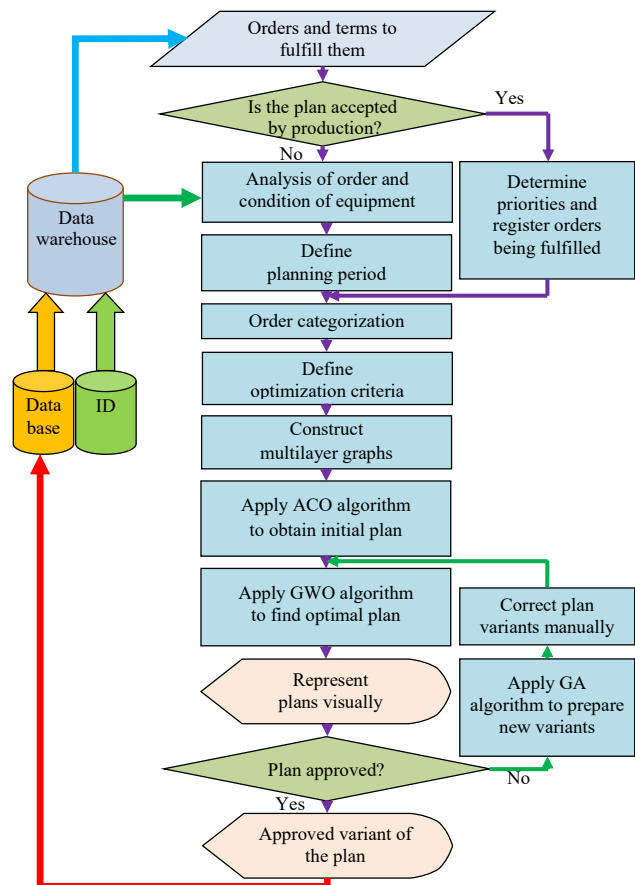 Orders and terms to
fulfill them
Is the plan accepted
by production?
Yes
No
Data
warehouse
Analysis of order and
condition of equipment
Determine
priorities and
register orders
being fulfilled
Define
planning period
Order categorization
Define
optimization criteria
Data
base
ID
Construct
multilayer graphs
Apply ACO algorithm
to obtain initial plan
Apply GWO algorithm
to find optimal plan
Correct plan
variants manually
Represent
plans visually
Apply GA
algorithm to prepare
new variants
Plan approved?
No
Yes
Approved variant of
the plan